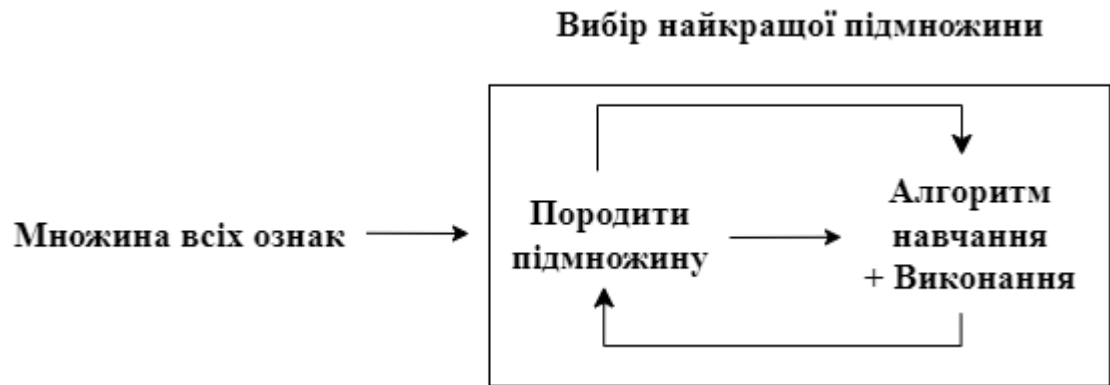 Вибір найкращої підмножини
Множина всіх ознак
Породити
підмножину
Алгоритм
навчання
+ Виконання